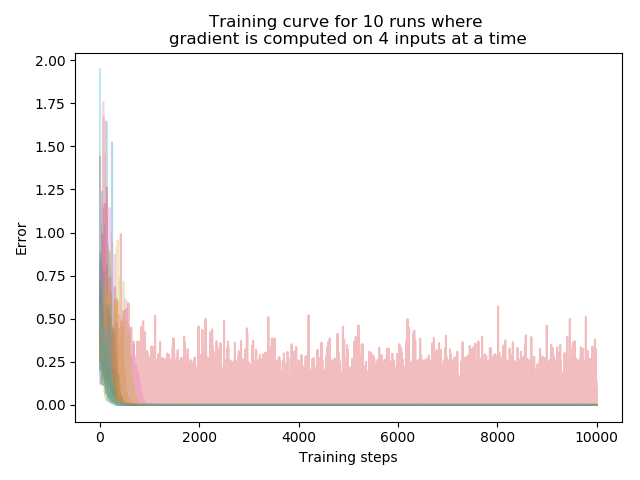 Training curve for 10 runs where
gradient is computed on 4 inputs at a time
2.00
1.75
1.50
1.25
1.00
0.75
0.50
0.25
0.00
Error
0 2000 4000 6000 8000 10000
Training steps